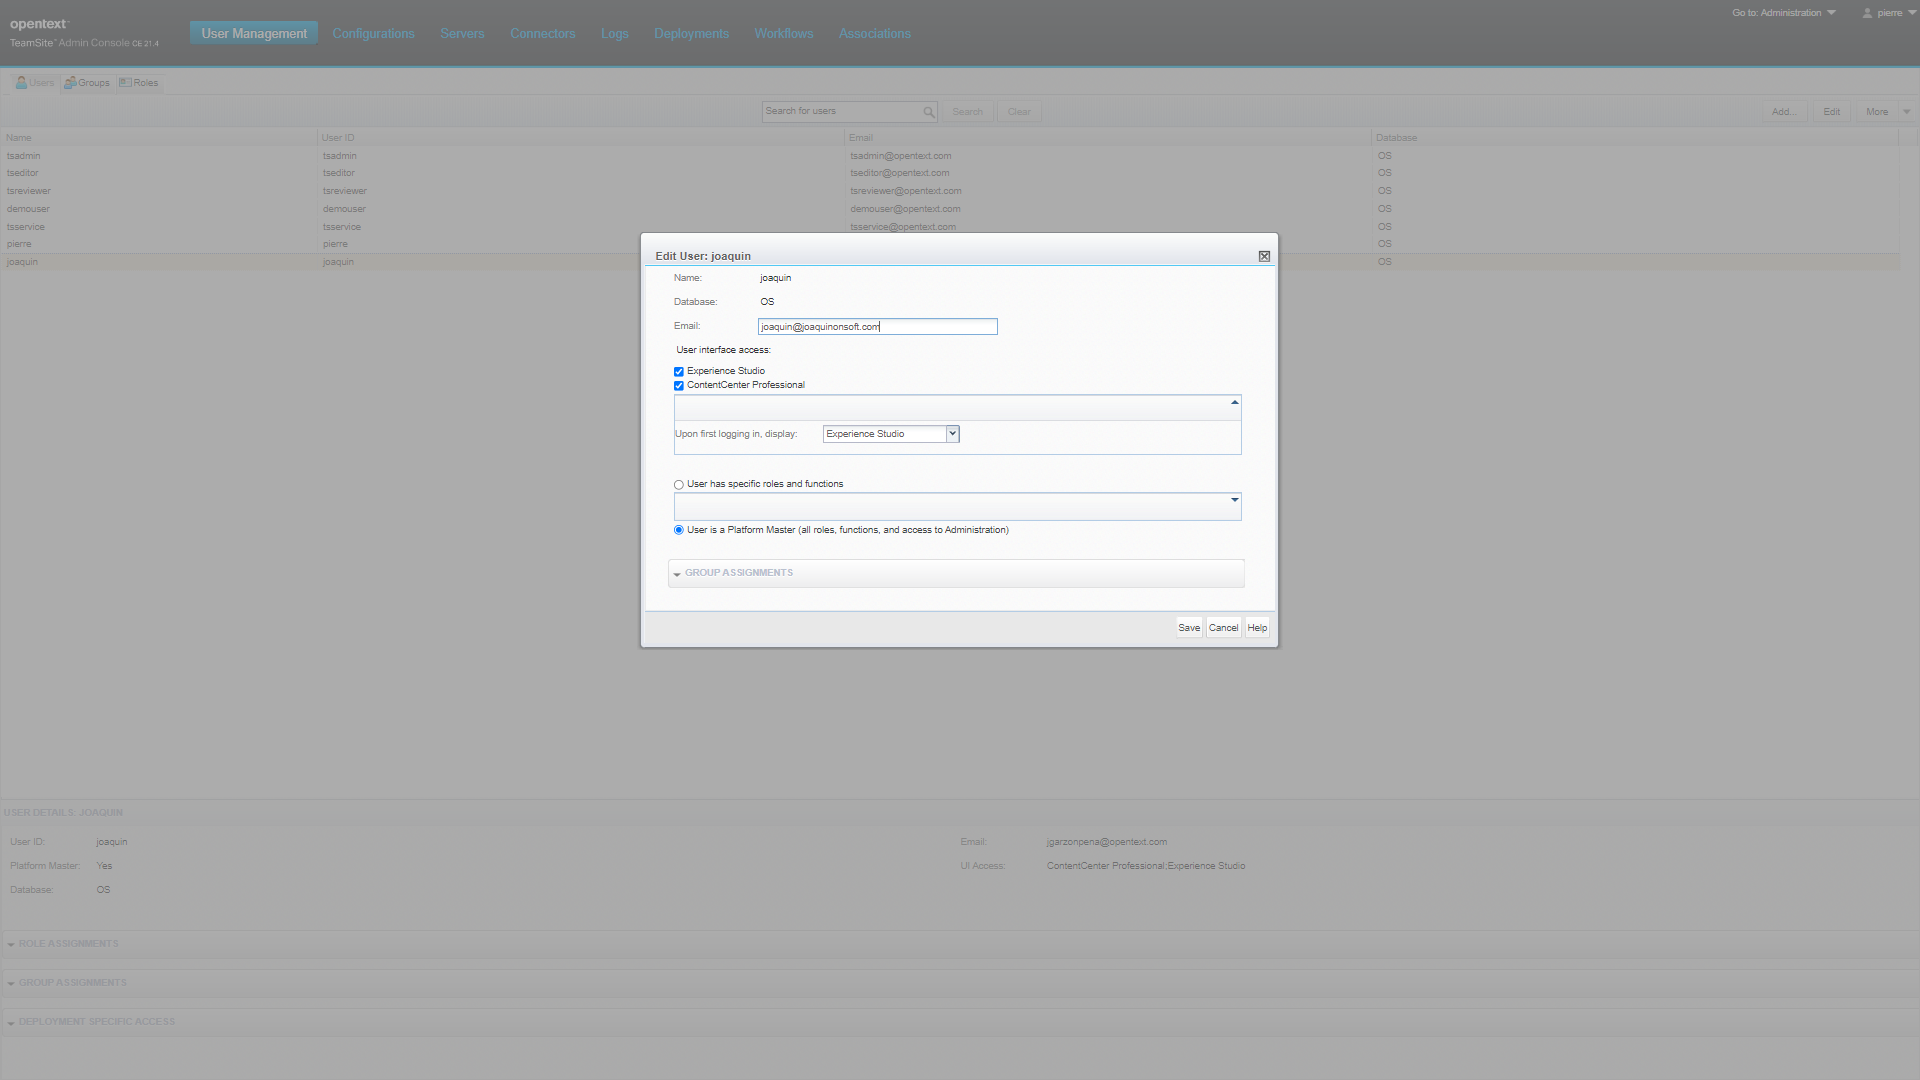 opentext™
TeamSite™ Admin Console CE 21.4
User Management Configurations Servers Connectors Logs Deployments Workflows Associations
Go to: Administration pierre
Users Groups Roles
Search for users Search Clear Add... Edit More
Name User ID Email Database
tsadmin tsadmin tsadmin@opentext.com OS
tseditor tseditor tseditor@opentext.com OS
tsreviewer tsreviewer tsreviewer@opentext.com OS
demouser demouser demouser@opentext.com OS
tsservice tsservice tsservice@opentext.com OS
pierre pierre OS
joaquin joaquin OS
Edit User: joaquin
Name: joaquin
Database: OS
Email: joaquin@joaquinonsoft.com
User interface access:
Experience Studio
ContentCenter Professional
Upon first logging in, display: Experience Studio
User has specific roles and functions
User is a Platform Master (all roles, functions, and access to Administration)
GROUP ASSIGNMENTS
Save Cancel Help
USER DETAILS: JOAQUIN
User ID: joaquin Email: jgarzonpena@opentext.com
Platform Master: Yes UI Access: ContentCenter Professional;Experience Studio
Database: OS
ROLE ASSIGNMENTS
GROUP ASSIGNMENTS
DEPLOYMENT SPECIFIC ACCESS